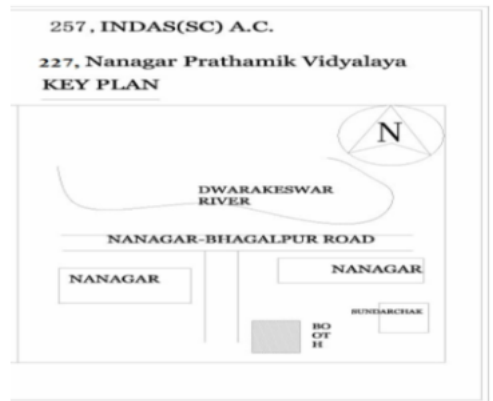 257, INDAS(SC) A.C.
227, Nanagar Prathamik Vidyalaya
KEY PLAN
N
DWARAKESWAR
RIVER
NANAGAR-BHAGALPUR ROAD
NANAGAR
NANAGAR
SUNDARCHAK
BO
OT
H